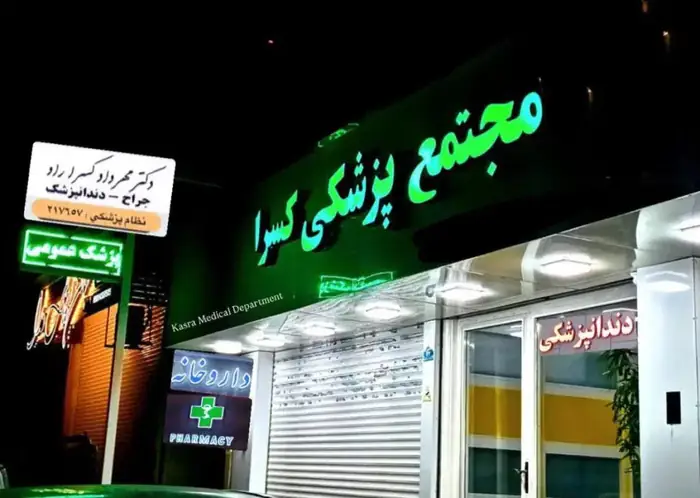 مجتمع پزشکی کسرا
Kasra Medical Department
دکتر مهرداد کسرا راد
جراح - دندانپزشک
نظام پزشکی : ۲۱۷۶۵۷
پزشک عمومی
داروخانه
PHARMACY
دندانپزشکی